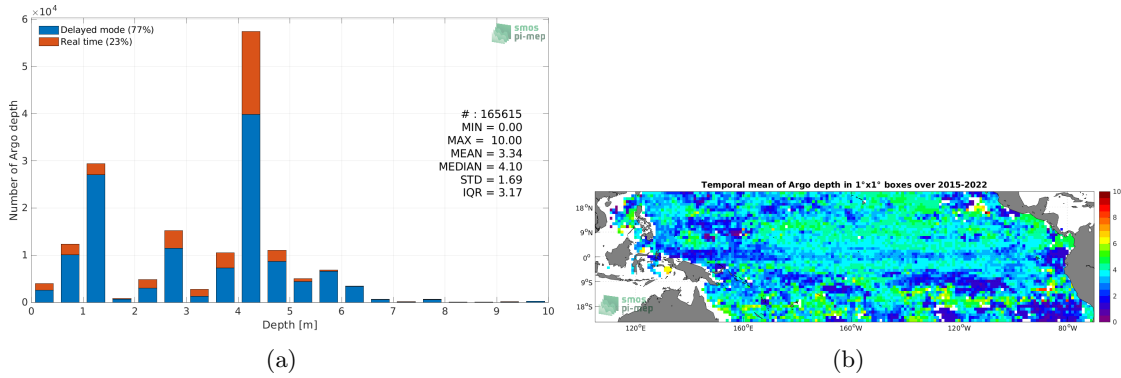 ×10⁴
6
5
4
3
2
1
0
Number of Argo depth
Delayed mode (77%)
Real time (23%)
smos
pi-mep
# : 165615
MIN = 0.00
MAX = 10.00
MEAN = 3.34
MEDIAN = 4.10
STD = 1.69
IQR = 3.17
0 1 2 3 4 5 6 7 8 9 10
Depth [m]
(a)
Temporal mean of Argo depth in 1°x1° boxes over 2015-2022
18°N
9°N
0°
9°S
18°S
smos
pi-mep
120°E 160°E 160°W 120°W 80°W
10
8
6
4
2
0
(b)